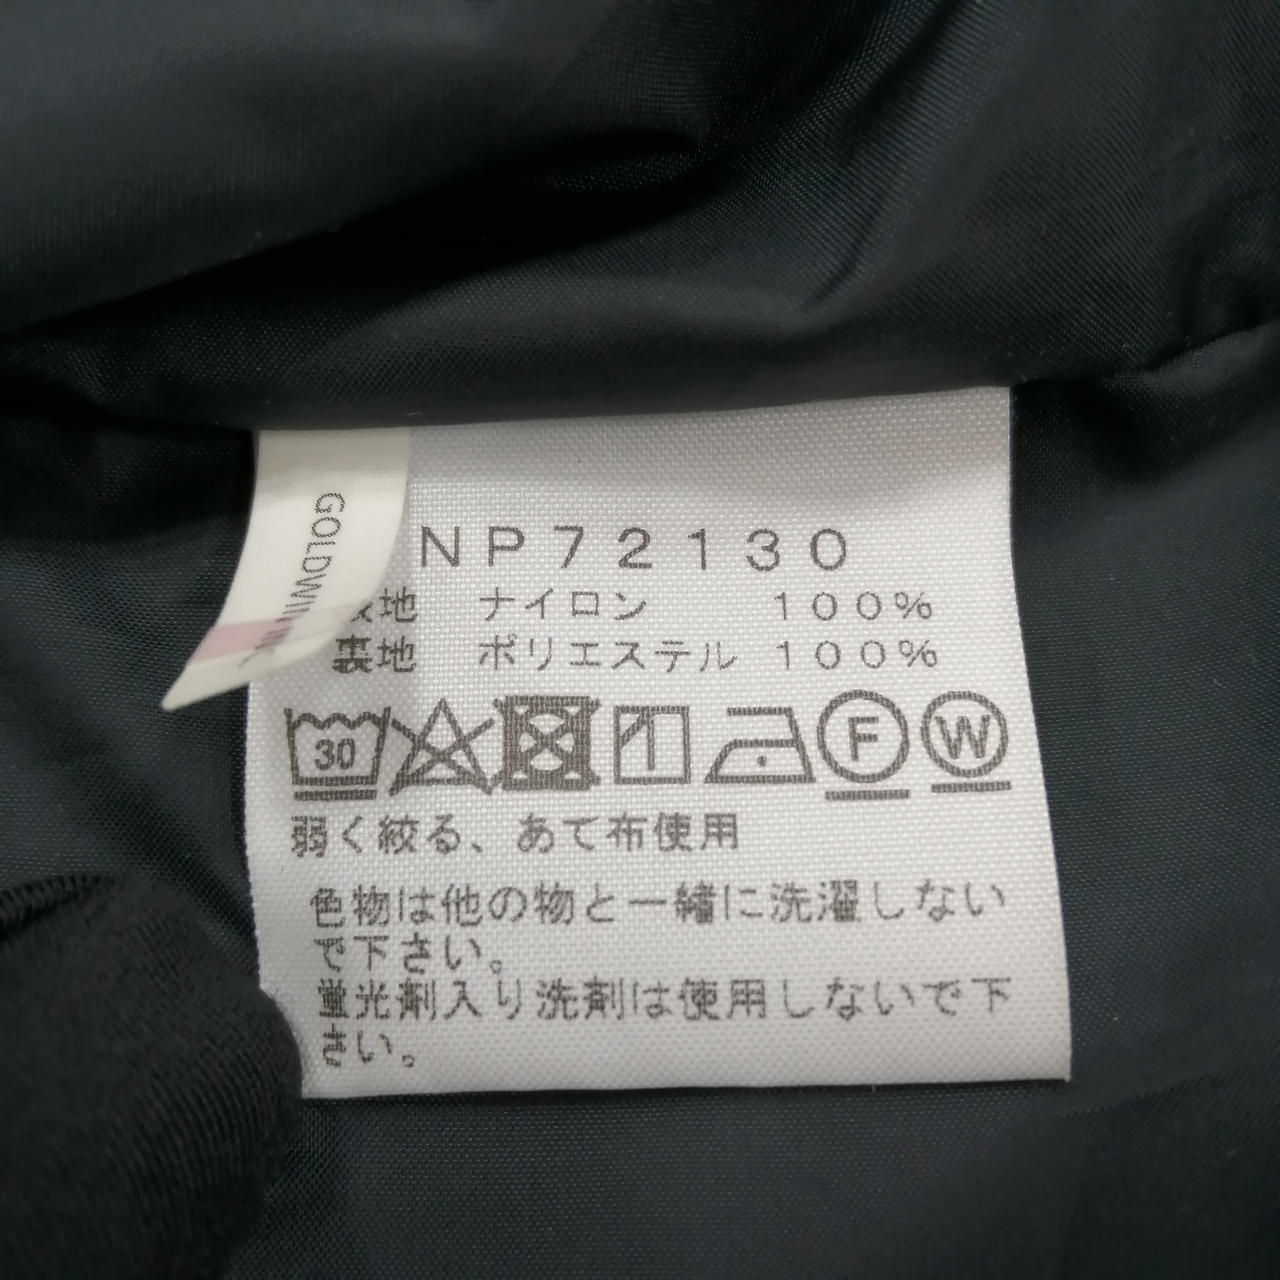 GOLDWIN INC.
NP72130
表地 ナイロン 100%
裏地 ポリエステル 100%
30 F W
弱く絞る、あて布使用
色物は他の物と一緒に洗濯しない
で下さい。
蛍光剤入り洗剤は使用しないで下
さい。